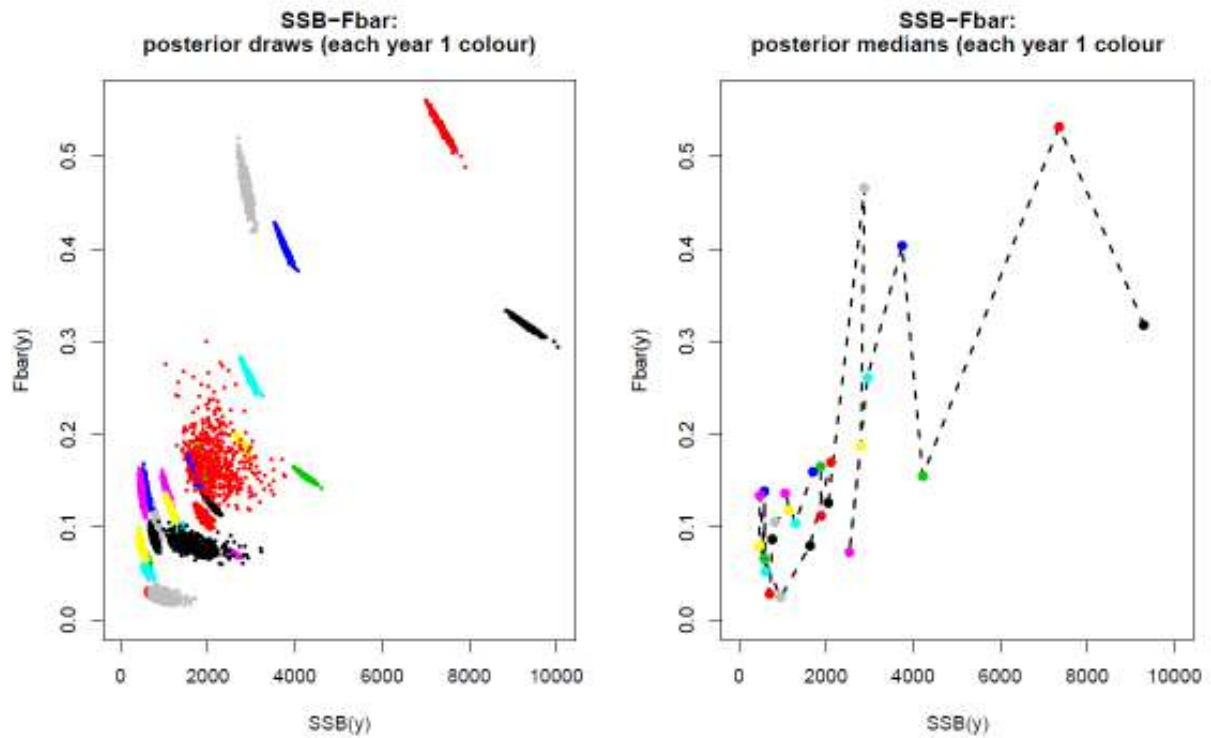 SSB−Fbar:
posterior draws (each year 1 colour)
Fbar(y)
0.5
0.4
0.3
0.2
0.1
0.0
0 2000 4000 6000 8000 10000
SSB(y)
SSB−Fbar:
posterior medians (each year 1 colour
Fbar(y)
0.5
0.4
0.3
0.2
0.1
0.0
0 2000 4000 6000 8000 10000
SSB(y)